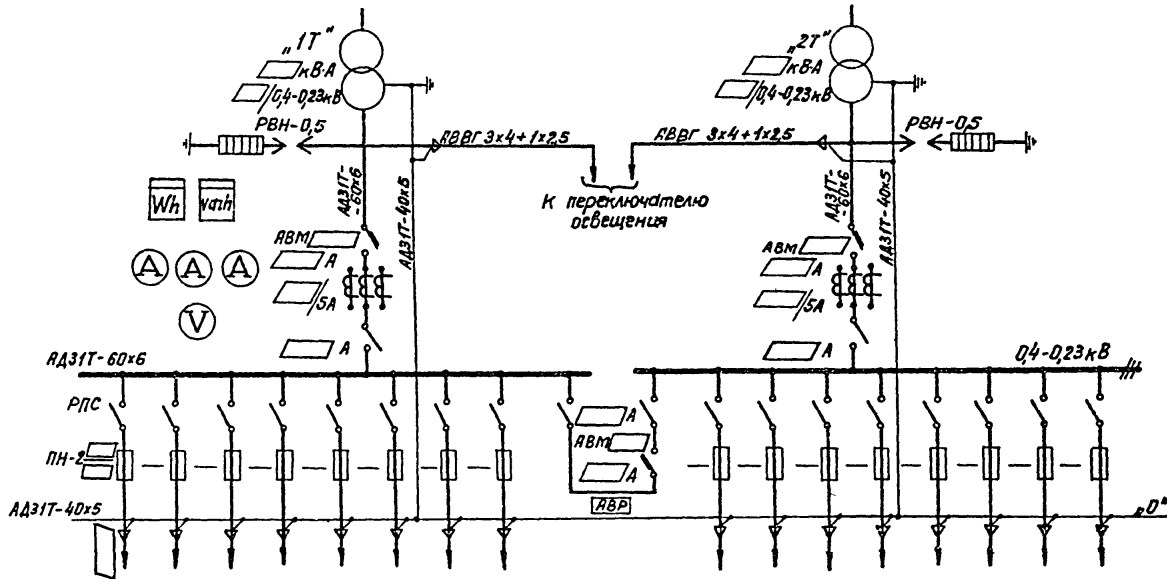 „1Т"
кВ·А
/0,4-0,23кВ
РВН-0,5
АВВГ 3х4+1х2,5
АД31Т-
-60х6
АД31Т-40х5
Wh
varh
АВМ
А
/5А
А
A
A
A
V
К переключателю
освещения
„2Т"
кВ·А
/0,4-0,23кВ
АВВГ 3х4+1х2,5
РВН-0,5
АД31Т-
-60х6
АД31Т-40х5
АВМ
А
/5А
А
АД31Т-60х6
0,4-0,23кВ
РПС
ПН-2
А
АВМ
А
АВР
АД31Т-40х5
„0"